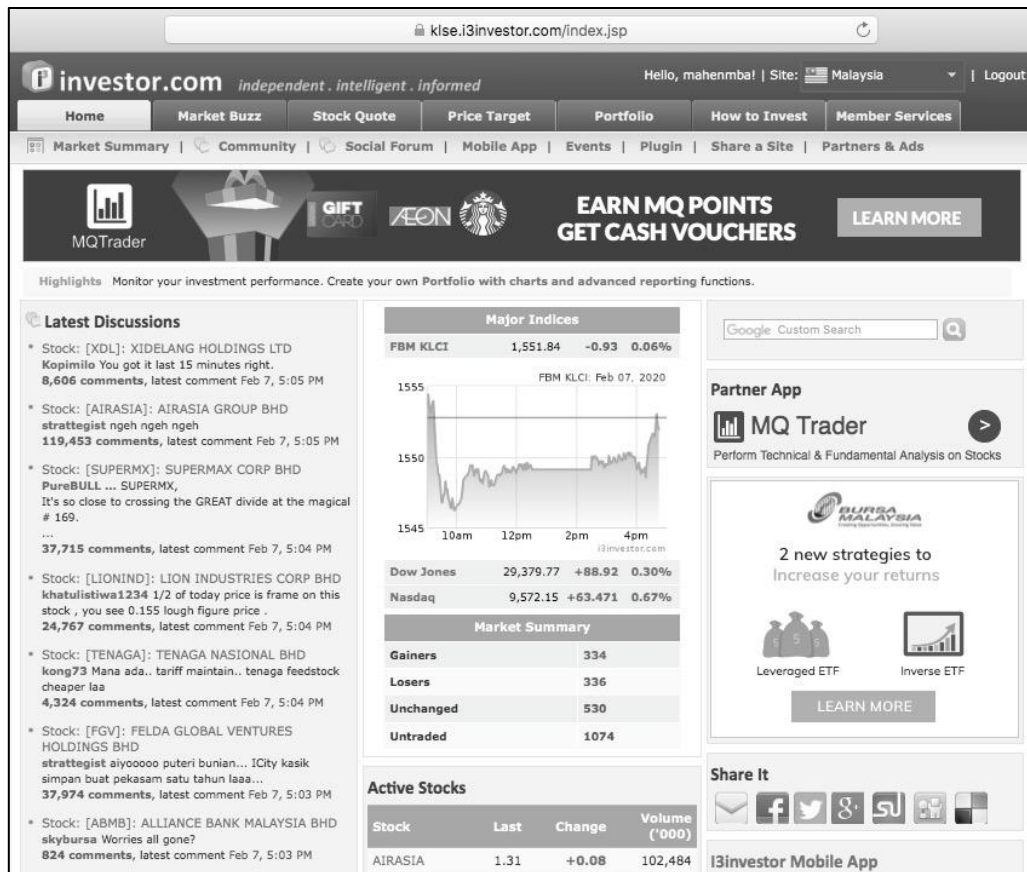 klse.i3investor.com/index.jsp
i3 investor.com independent . intelligent . informed
Hello, mahenmba! | Site: Malaysia | Logout
Home Market Buzz Stock Quote Price Target Portfolio How to Invest Member Services
Market Summary | Community | Social Forum | Mobile App | Events | Plugin | Share a Site | Partners & Ads
MQTrader
GIFT CARD
AEON
EARN MQ POINTS
GET CASH VOUCHERS
LEARN MORE
Highlights Monitor your investment performance. Create your own Portfolio with charts and advanced reporting functions.
Latest Discussions
Stock: [XDL]: XIDELANG HOLDINGS LTD
Kopimilo You got it last 15 minutes right.
8,606 comments, latest comment Feb 7, 5:05 PM
Stock: [AIRASIA]: AIRASIA GROUP BHD
strattegist ngeh ngeh ngeh
119,453 comments, latest comment Feb 7, 5:05 PM
Stock: [SUPERMX]: SUPERMAX CORP BHD
PureBULL ... SUPERMX,
It's so close to crossing the GREAT divide at the magical
# 169.
...
37,715 comments, latest comment Feb 7, 5:04 PM
Stock: [LIONIND]: LION INDUSTRIES CORP BHD
khatulistiwa1234 1/2 of today price is frame on this
stock , you see 0.155 lough figure price .
24,767 comments, latest comment Feb 7, 5:04 PM
Stock: [TENAGA]: TENAGA NASIONAL BHD
kong73 Mana ada.. tariff maintain.. tenaga feedstock
cheaper laa
4,324 comments, latest comment Feb 7, 5:04 PM
Stock: [FGV]: FELDA GLOBAL VENTURES
HOLDINGS BHD
strattegist aiyooooo puteri bunian... ICity kasik
simpan buat pekasam satu tahun laaa...
37,974 comments, latest comment Feb 7, 5:03 PM
Stock: [ABMB]: ALLIANCE BANK MALAYSIA BHD
skybursa Worries all gone?
824 comments, latest comment Feb 7, 5:03 PM
Major Indices
FBM KLCI 1,551.84 -0.93 0.06%
FBM KLCI: Feb 07, 2020
1555
1550
1545
10am 12pm 2pm 4pm
i3investor.com
Dow Jones 29,379.77 +88.92 0.30%
Nasdaq 9,572.15 +63.471 0.67%
Market Summary
Gainers 334
Losers 336
Unchanged 530
Untraded 1074
Active Stocks
Stock Last Change Volume ('000)
AIRASIA 1.31 +0.08 102,484
Google Custom Search
Partner App
MQ Trader
Perform Technical & Fundamental Analysis on Stocks
BURSA
MALAYSIA
2 new strategies to
Increase your returns
Leveraged ETF Inverse ETF
LEARN MORE
Share It
I3investor Mobile App